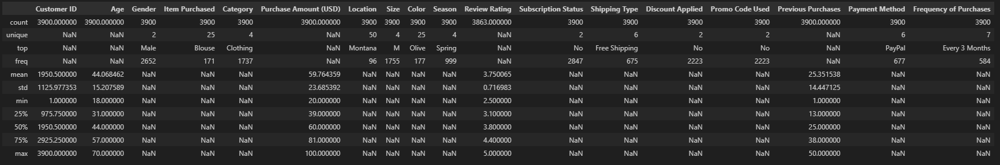 Customer ID Age Gender Item Purchased Category Purchase Amount (USD) Location Size Color Season Review Rating Subscription Status Shipping Type Discount Applied Promo Code Used Previous Purchases Payment Method Frequency of Purchases
count 3900.000000 3900.000000 3900 3900 3900 3900.000000 3900 3900 3900 3900 3863.000000 3900 3900 3900 3900 3900.000000 3900 3900
unique NaN NaN 2 25 4 NaN 50 4 25 4 NaN 2 6 2 2 NaN 6 7
top NaN NaN Male Blouse Clothing NaN Montana M Olive Spring NaN No Free Shipping No No NaN PayPal Every 3 Months
freq NaN NaN 2652 171 1737 NaN 96 1755 177 999 NaN 2847 675 2223 2223 NaN 677 584
mean 1950.500000 44.068462 NaN NaN NaN 59.764359 NaN NaN NaN NaN 3.750065 NaN NaN NaN NaN 25.351538 NaN NaN
std 1125.977353 15.207589 NaN NaN NaN 23.685392 NaN NaN NaN NaN 0.716983 NaN NaN NaN NaN 14.447125 NaN NaN
min 1.000000 18.000000 NaN NaN NaN 20.000000 NaN NaN NaN NaN 2.500000 NaN NaN NaN NaN 1.000000 NaN NaN
25% 975.750000 31.000000 NaN NaN NaN 39.000000 NaN NaN NaN NaN 3.100000 NaN NaN NaN NaN 13.000000 NaN NaN
50% 1950.500000 44.000000 NaN NaN NaN 60.000000 NaN NaN NaN NaN 3.800000 NaN NaN NaN NaN 25.000000 NaN NaN
75% 2925.250000 57.000000 NaN NaN NaN 81.000000 NaN NaN NaN NaN 4.400000 NaN NaN NaN NaN 38.000000 NaN NaN
max 3900.000000 70.000000 NaN NaN NaN 100.000000 NaN NaN NaN NaN 5.000000 NaN NaN NaN NaN 50.000000 NaN NaN